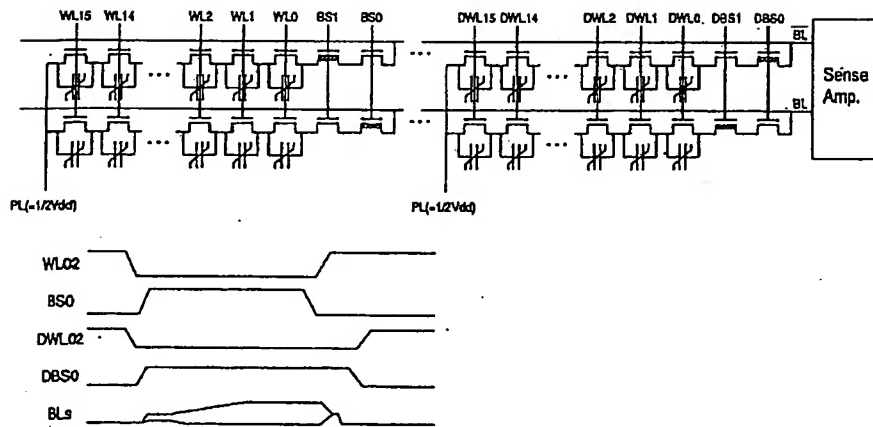 WL15 WL14 WL2 WL1 WL0 BS1 BS0 DWL15 DWL14 DWL2 DWL1 DWL0 DBS1 DBS0
BL
Sense
Amp.
BL
PL(=1/2Vdd) PL(=1/2Vdd)
WL02
BS0
DWL02
DBS0
BLs